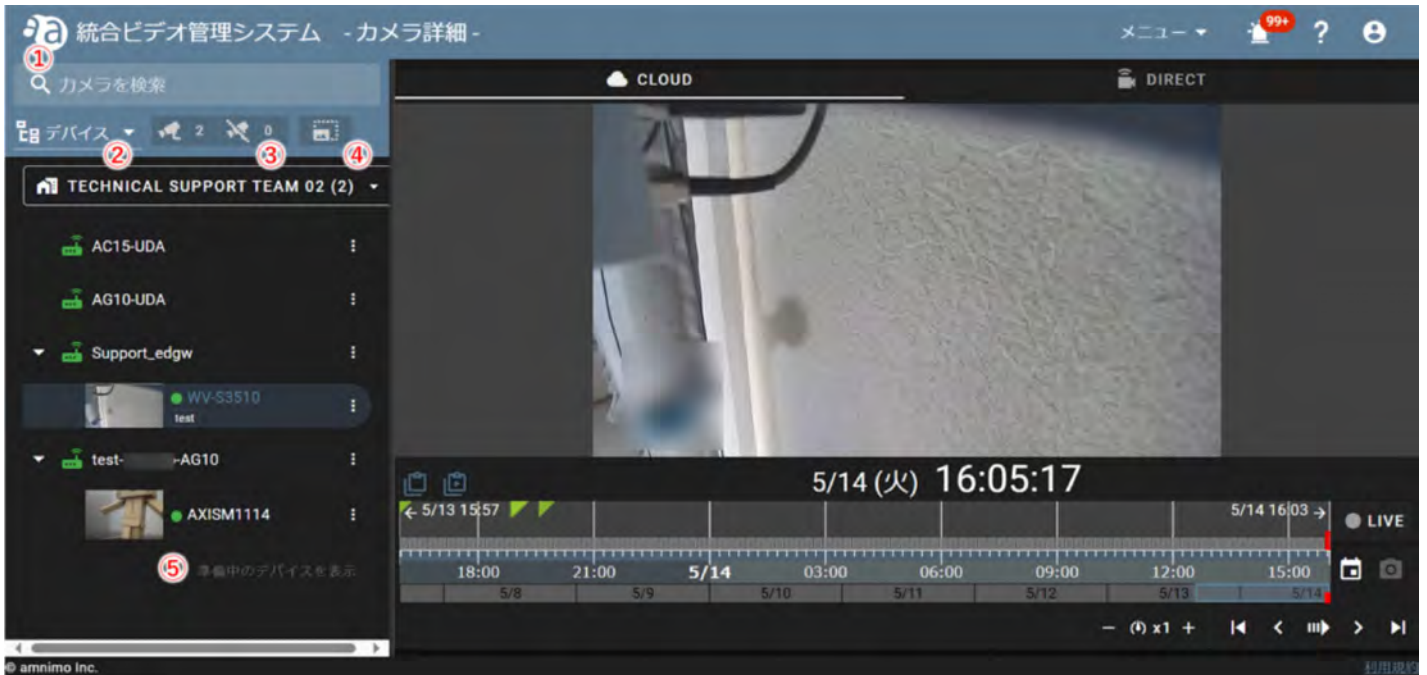 統合ビデオ管理システム - カメラ詳細 -
メニュー
99+
?
①
カメラを検索
CLOUD
DIRECT
デバイス
2
0
②
③
④
TECHNICAL SUPPORT TEAM 02 (2)
AC15-UDA
AG10-UDA
Support_edgw
WV-S3510
test
test- -AG10
AXISM1114
⑤ 準備中のデバイスを表示
5/14 (火) 16:05:17
← 5/13 15:57
5/14 16:03 →
LIVE
18:00 21:00 5/14 03:00 06:00 09:00 12:00 15:00
5/8 5/9 5/10 5/11 5/12 5/13 5/14
− x1 +
© amnimo Inc.
利用規約